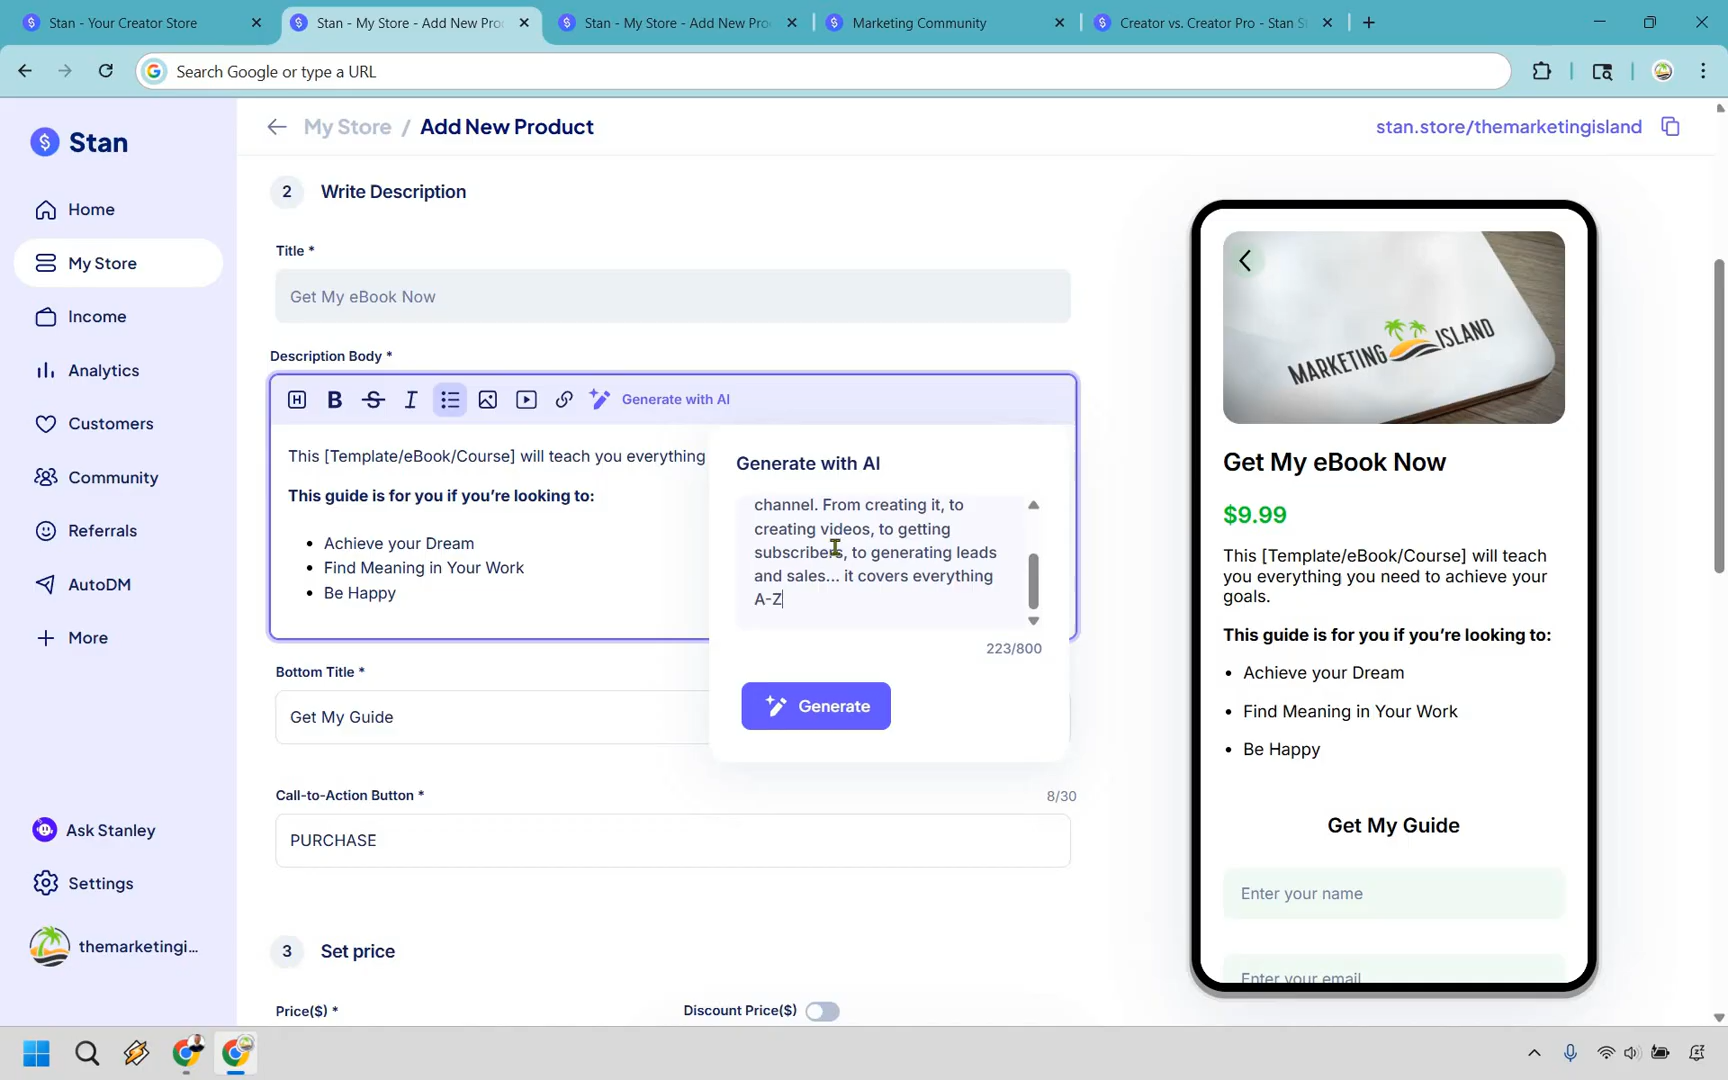 Stan - Your Creator Store
Stan - My Store - Add New Pro
Stan - My Store - Add New Pro
Marketing Community
Creator vs. Creator Pro - Stan S
Search Google or type a URL
Stan
My Store / Add New Product
stan.store/themarketingisland
Home
My Store
Income
Analytics
Customers
Community
Referrals
AutoDM
More
Ask Stanley
Settings
themarketingi...
2 Write Description
Title *
Get My eBook Now
Description Body *
Generate with AI
This [Template/eBook/Course] will teach you everything
This guide is for you if you're looking to:
• Achieve your Dream
• Find Meaning in Your Work
• Be Happy
Generate with AI
channel. From creating it, to
creating videos, to getting
subscribers, to generating leads
and sales... it covers everything
A-Z
223/800
Generate
Bottom Title *
Get My Guide
Call-to-Action Button *
8/30
PURCHASE
3 Set price
Price($) *
Discount Price($)
MARKETING ISLAND
Get My eBook Now
$9.99
This [Template/eBook/Course] will teach
you everything you need to achieve your
goals.
This guide is for you if you're looking to:
• Achieve your Dream
• Find Meaning in Your Work
• Be Happy
Get My Guide
Enter your name
Enter your email